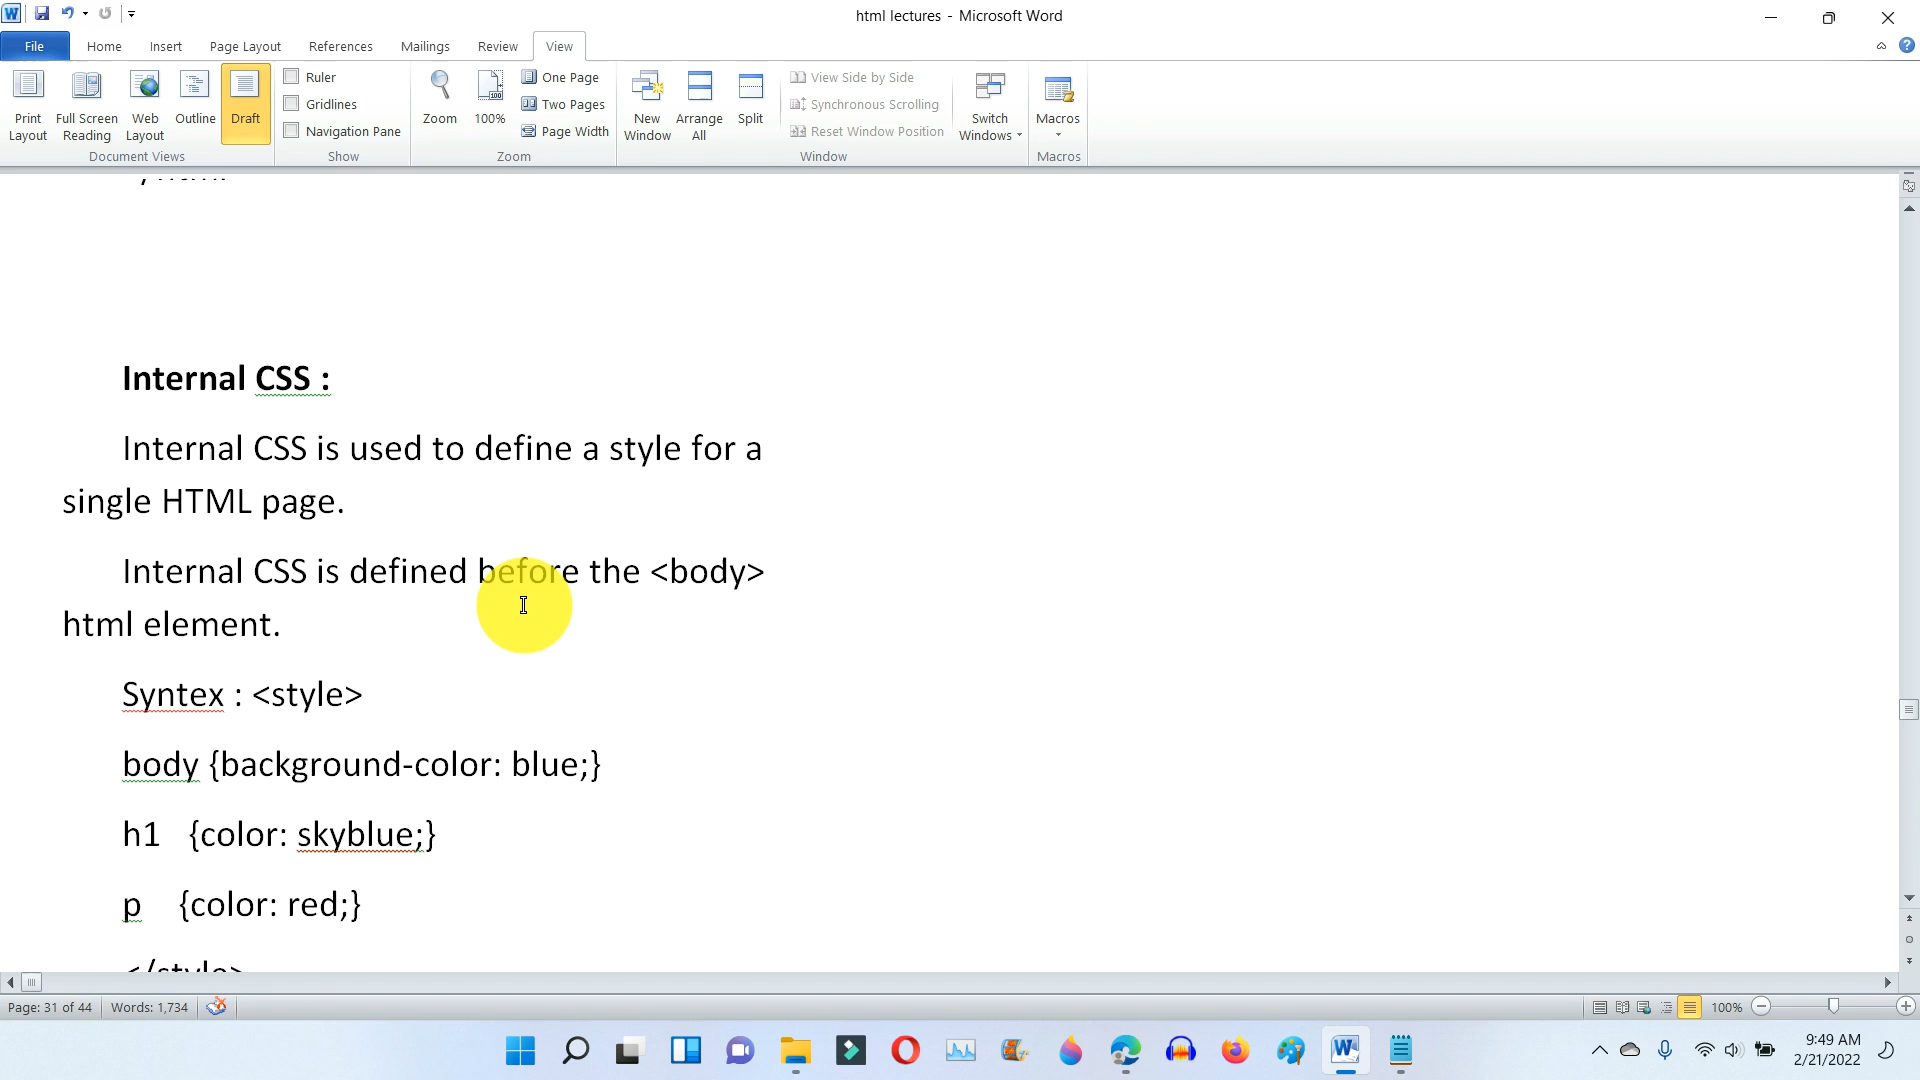 html lectures - Microsoft Word
File Home Insert Page Layout References Mailings Review View
Print Layout
Full Screen Reading
Web Layout
Outline
Draft
Document Views
Ruler
Gridlines
Navigation Pane
Show
Zoom
100%
One Page
Two Pages
Page Width
Zoom
New Window
Arrange All
Split
View Side by Side
Synchronous Scrolling
Reset Window Position
Window
Switch Windows
Macros
Macros
Internal CSS :
Internal CSS is used to define a style for a
single HTML page.
Internal CSS is defined before the <body>
html element.
Syntex : <style>
body {background-color: blue;}
h1 {color: skyblue;}
p {color: red;}
</style>
Page: 31 of 44 Words: 1,734 100%
9:49 AM
2/21/2022